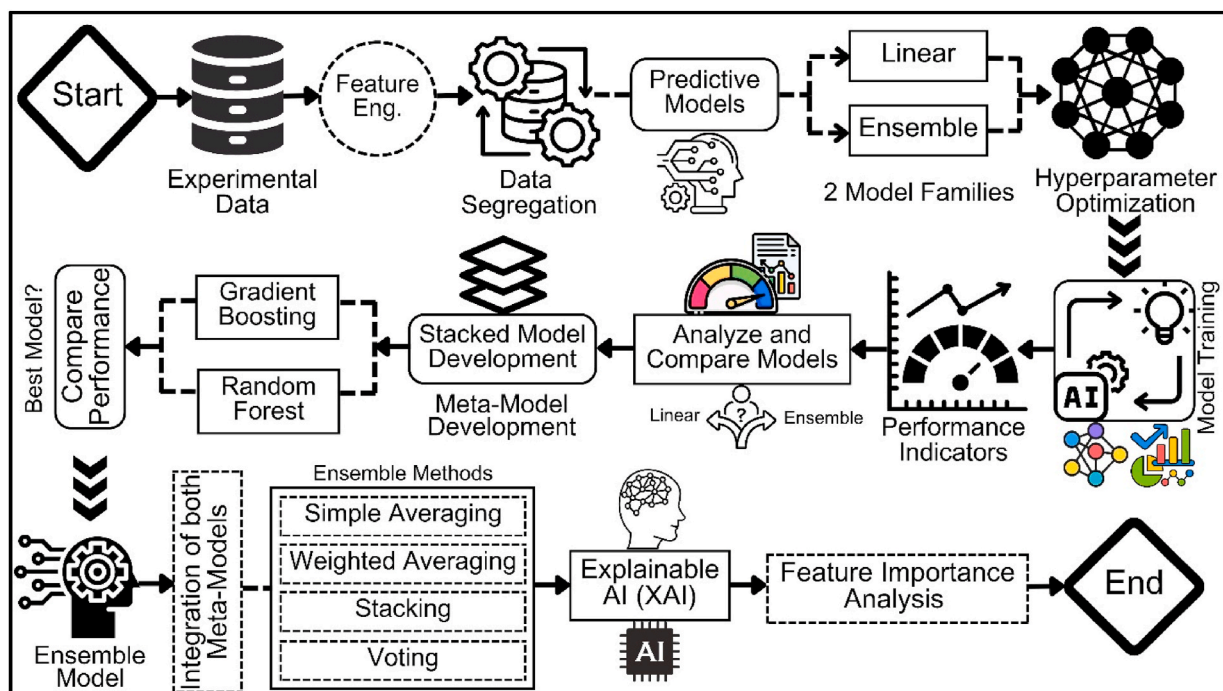 Start
Experimental
Data
Feature
Eng.
Data
Segregation
Predictive
Models
Linear
Ensemble
2 Model Families
Hyperparameter
Optimization
Model Training
AI
Performance
Indicators
Analyze and
Compare Models
Linear
?
Ensemble
Stacked Model
Development
Meta-Model
Development
Gradient
Boosting
Random
Forest
Compare
Performance
Best Model?
Ensemble
Model
Integration of both
Meta-Models
Ensemble Methods
Simple Averaging
Weighted Averaging
Stacking
Voting
Explainable
AI (XAI)
AI
Feature Importance
Analysis
End